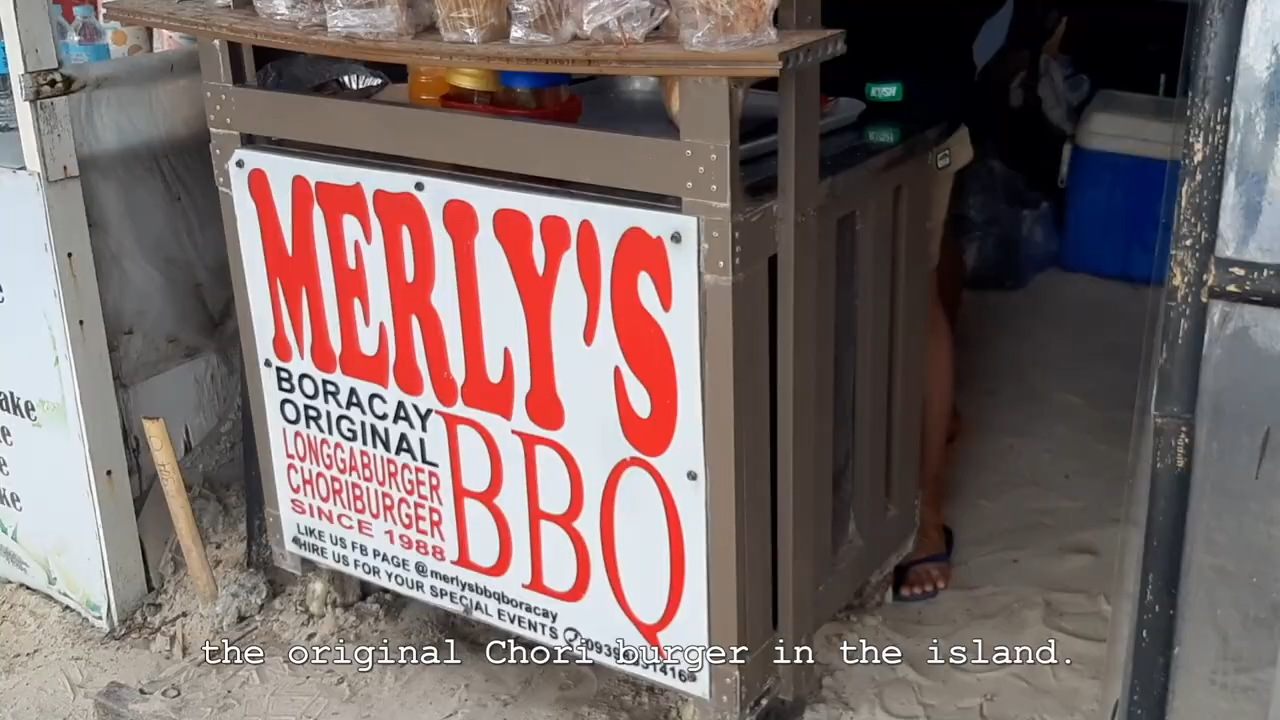 KUSH
MERLY'S
BBQ
BORACAY
ORIGINAL
LONGGABURGER
CHORIBURGER
SINCE 1988
LIKE US FB PAGE @merlysbbqboracay
HIRE US FOR YOUR SPECIAL EVENTS
the original Chori burger in the island.